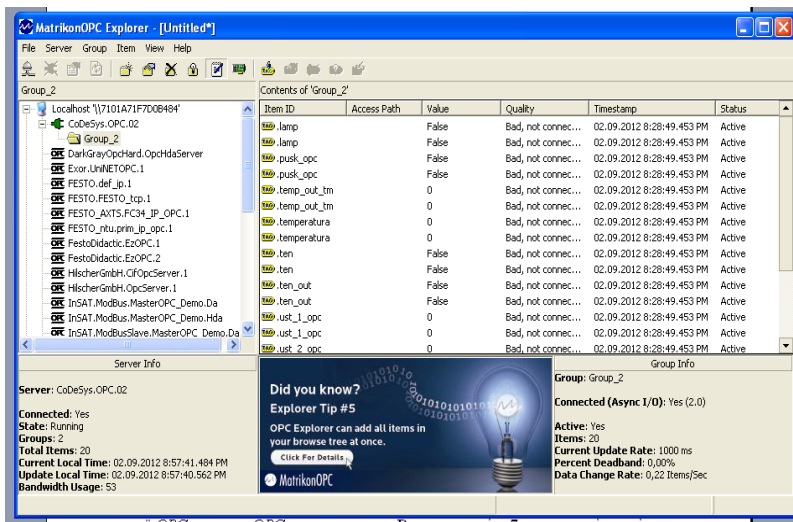 MatrikonOPC Explorer - [Untitled*]
File Server Group Item View Help
Group_2
Contents of 'Group_2'
Localhost '\\7101A71F7D0B484'
CoDeSys.OPC.02
Group_2
DarkGrayOpcHard.OpcHdaServer
Exor.UniNETOPC.1
FESTO.def_ip.1
FESTO.FESTO_tcp.1
FESTO_AXTS.FC34_IP_OPC.1
FESTO_ntu.prim_ip_opc.1
FestoDidactic.EzOPC.1
FestoDidactic.EzOPC.2
HilscherGmbH.CifOpcServer.1
HilscherGmbH.OpcServer.1
InSAT.ModBus.MasterOPC_Demo.Da
InSAT.ModBus.MasterOPC_Demo.Hda
InSAT.ModBusSlave.MasterOPC_Demo.Da
Item ID Access Path Value Quality Timestamp Status
.lamp False Bad, not connec... 02.09.2012 8:28:49.453 PM Active
.lamp False Bad, not connec... 02.09.2012 8:28:49.453 PM Active
.pusk_opc False Bad, not connec... 02.09.2012 8:28:49.453 PM Active
.pusk_opc False Bad, not connec... 02.09.2012 8:28:49.453 PM Active
.temp_out_tm 0 Bad, not connec... 02.09.2012 8:28:49.453 PM Active
.temp_out_tm 0 Bad, not connec... 02.09.2012 8:28:49.453 PM Active
.temperatura 0 Bad, not connec... 02.09.2012 8:28:49.453 PM Active
.temperatura 0 Bad, not connec... 02.09.2012 8:28:49.453 PM Active
.ten False Bad, not connec... 02.09.2012 8:28:49.453 PM Active
.ten False Bad, not connec... 02.09.2012 8:28:49.453 PM Active
.ten_out False Bad, not connec... 02.09.2012 8:28:49.453 PM Active
.ten_out False Bad, not connec... 02.09.2012 8:28:49.453 PM Active
.ust_1_opc 0 Bad, not connec... 02.09.2012 8:28:49.453 PM Active
.ust_1_opc 0 Bad, not connec... 02.09.2012 8:28:49.453 PM Active
.ust_2_opc 0 Bad, not connec... 02.09.2012 8:28:49.453 PM Active
Server Info
Server: CoDeSys.OPC.02
Connected: Yes
State: Running
Groups: 2
Total Items: 20
Current Local Time: 02.09.2012 8:57:41.484 PM
Update Local Time: 02.09.2012 8:57:40.562 PM
Bandwidth Usage: 53
Did you know?
Explorer Tip #5
OPC Explorer can add all items in
your browse tree at once.
Click For Details
MatrikonOPC
Group Info
Group: Group_2
Connected (Async I/O): Yes (2.0)
Active: Yes
Items: 20
Current Update Rate: 1000 ms
Percent Deadband: 0,00%
Data Change Rate: 0,22 Items/Sec